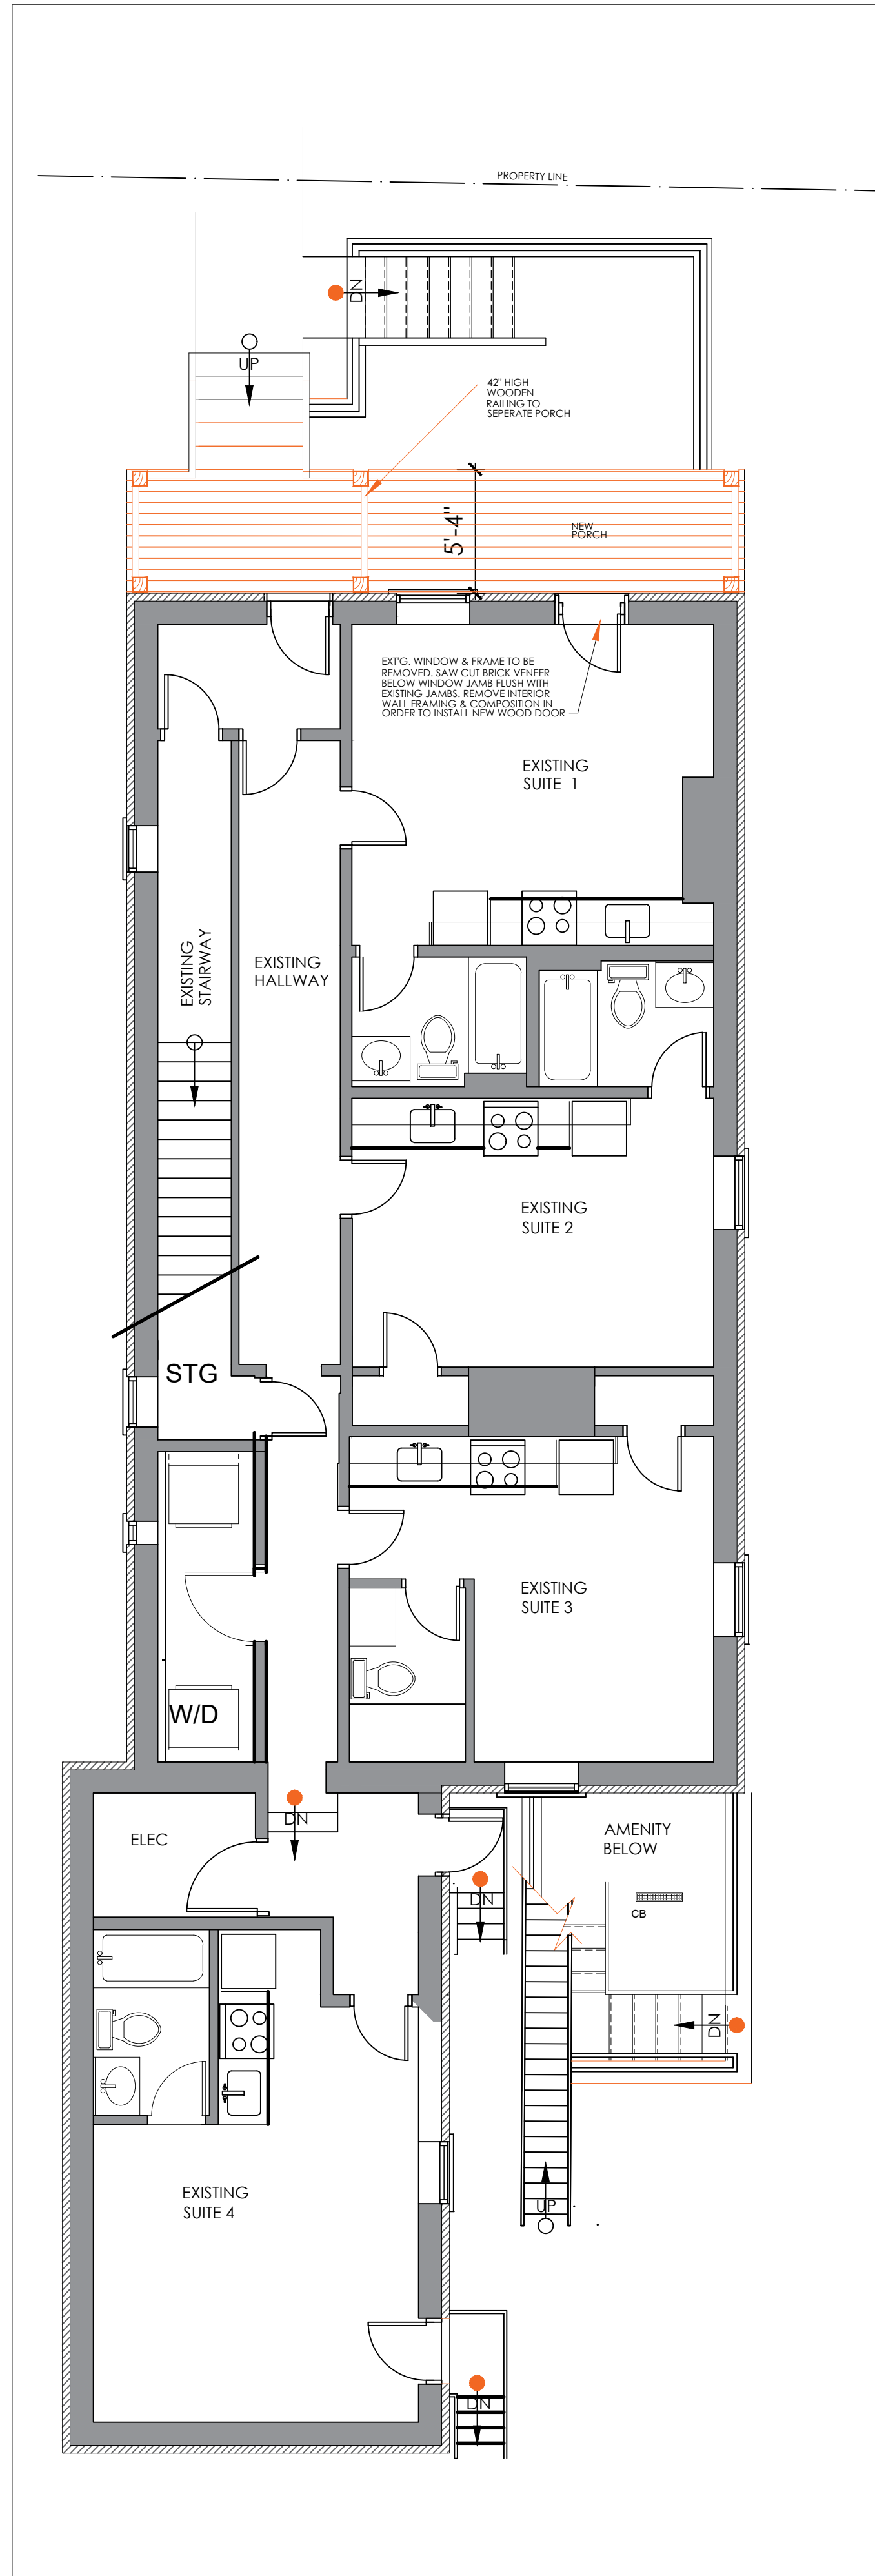 PROPERTY LINE
DN
UP
42" HIGH
WOODEN
RAILING TO
SEPERATE PORCH
5'-4"
NEW
PORCH
EXT'G. WINDOW & FRAME TO BE
REMOVED. SAW CUT BRICK VENEER
BELOW WINDOW JAMB FLUSH WITH
EXISTING JAMBS. REMOVE INTERIOR
WALL FRAMING & COMPOSITION IN
ORDER TO INSTALL NEW WOOD DOOR
EXISTING
SUITE 1
EXISTING
STAIRWAY
EXISTING
HALLWAY
EXISTING
SUITE 2
STG
EXISTING
SUITE 3
W/D
DN
ELEC
AMENITY
BELOW
DN
CB
DN
EXISTING
SUITE 4
UP
DN